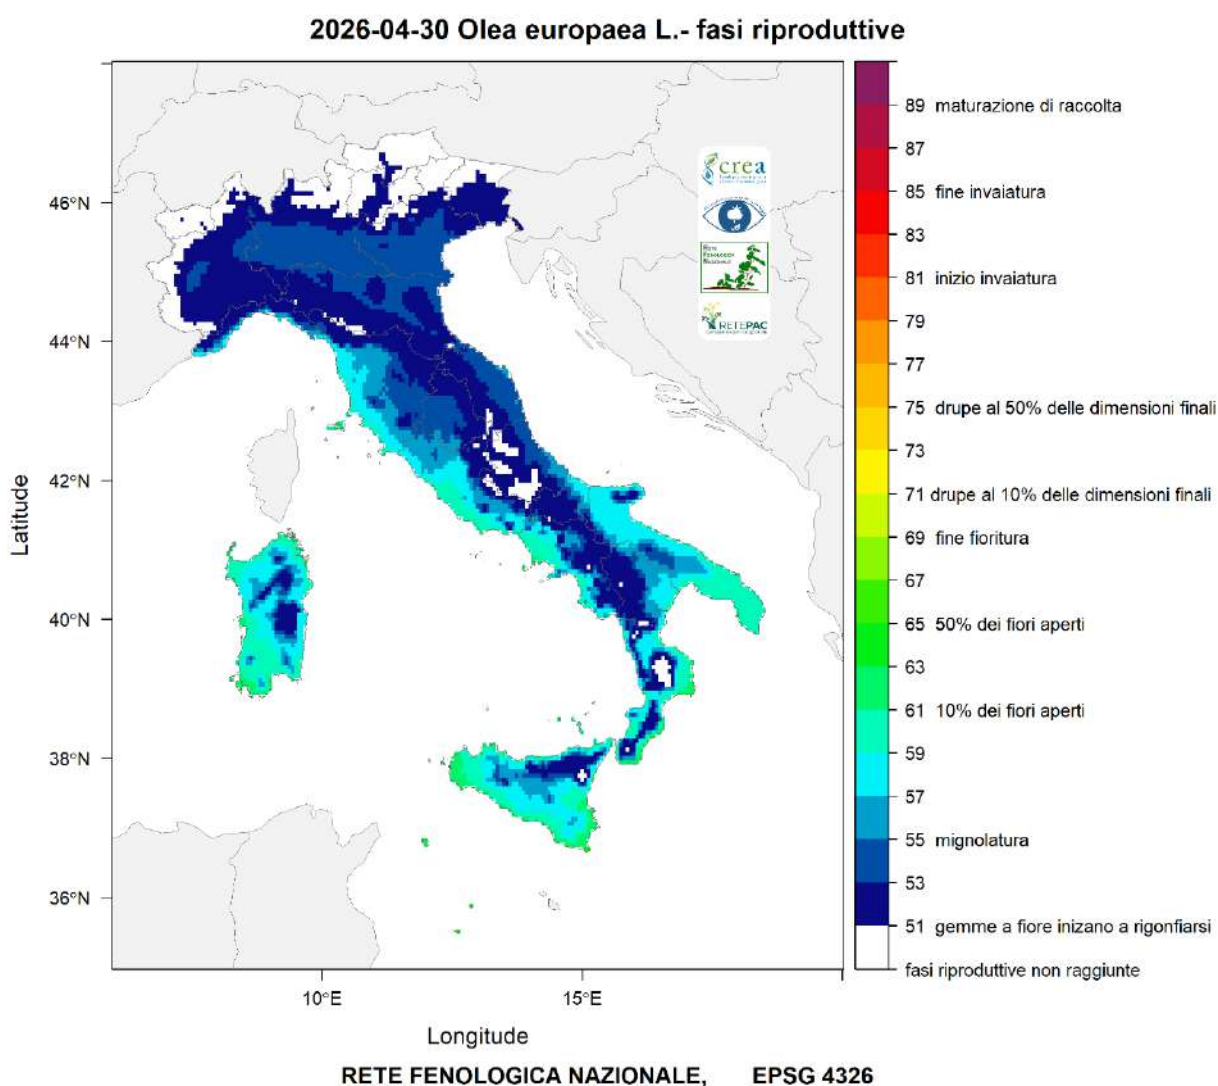 2026-04-30 Olea europaea L.- fasi riproduttive
46°N
44°N
42°N
40°N
38°N
36°N
Latitude
10°E
15°E
Longitude
crea
RETE
FENOLOGICA
NAZIONALE
RETEPAC
89 maturazione di raccolta
87
85 fine invaiatura
83
81 inizio invaiatura
79
77
75 drupe al 50% delle dimensioni finali
73
71 drupe al 10% delle dimensioni finali
69 fine fioritura
67
65 50% dei fiori aperti
63
61 10% dei fiori aperti
59
57
55 mignolatura
53
51 gemme a fiore inizano a rigonfiarsi
fasi riproduttive non raggiunte
RETE FENOLOGICA NAZIONALE, EPSG 4326